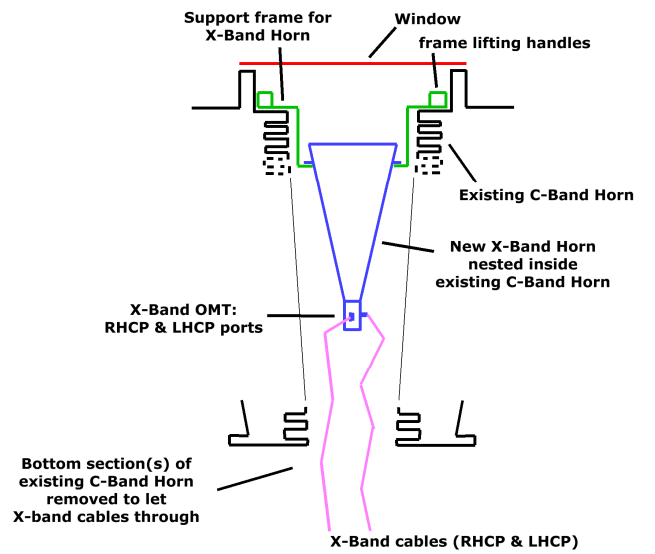 Support frame for
X-Band Horn
Window
frame lifting handles
Existing C-Band Horn
New X-Band Horn
nested inside
existing C-Band Horn
X-Band OMT:
RHCP & LHCP ports
Bottom section(s) of
existing C-Band Horn
removed to let
X-band cables through
X-Band cables (RHCP & LHCP)